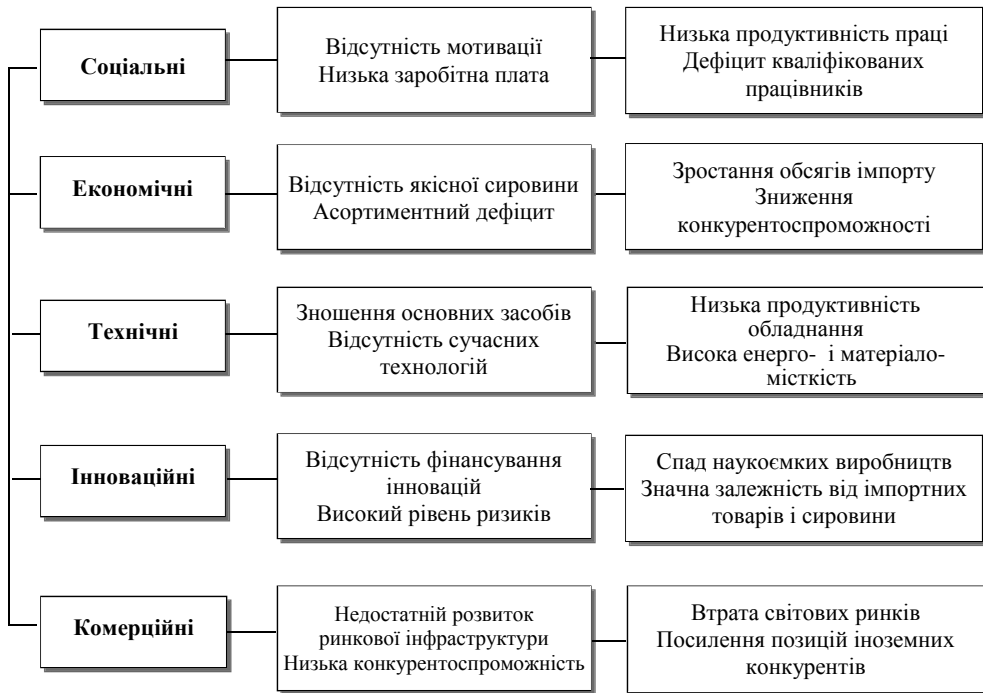 Соціальні
Відсутність мотивації
Низька заробітна плата
Низька продуктивність праці
Дефіцит кваліфікованих
працівників
Економічні
Відсутність якісної сировини
Асортиментний дефіцит
Зростання обсягів імпорту
Зниження
конкурентоспроможності
Технічні
Зношення основних засобів
Відсутність сучасних
технологій
Низька продуктивність
обладнання
Висока енерго- і матеріало-
місткість
Інноваційні
Відсутність фінансування
інновацій
Високий рівень ризиків
Спад наукоємких виробництв
Значна залежність від імпортних
товарів і сировини
Комерційні
Недостатній розвиток
ринкової інфраструктури
Низька конкурентоспроможність
Втрата світових ринків
Посилення позицій іноземних
конкурентів